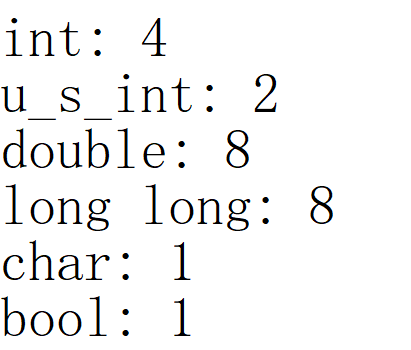 int: 4
u_s_int: 2
double: 8
long long: 8
char: 1
bool: 1